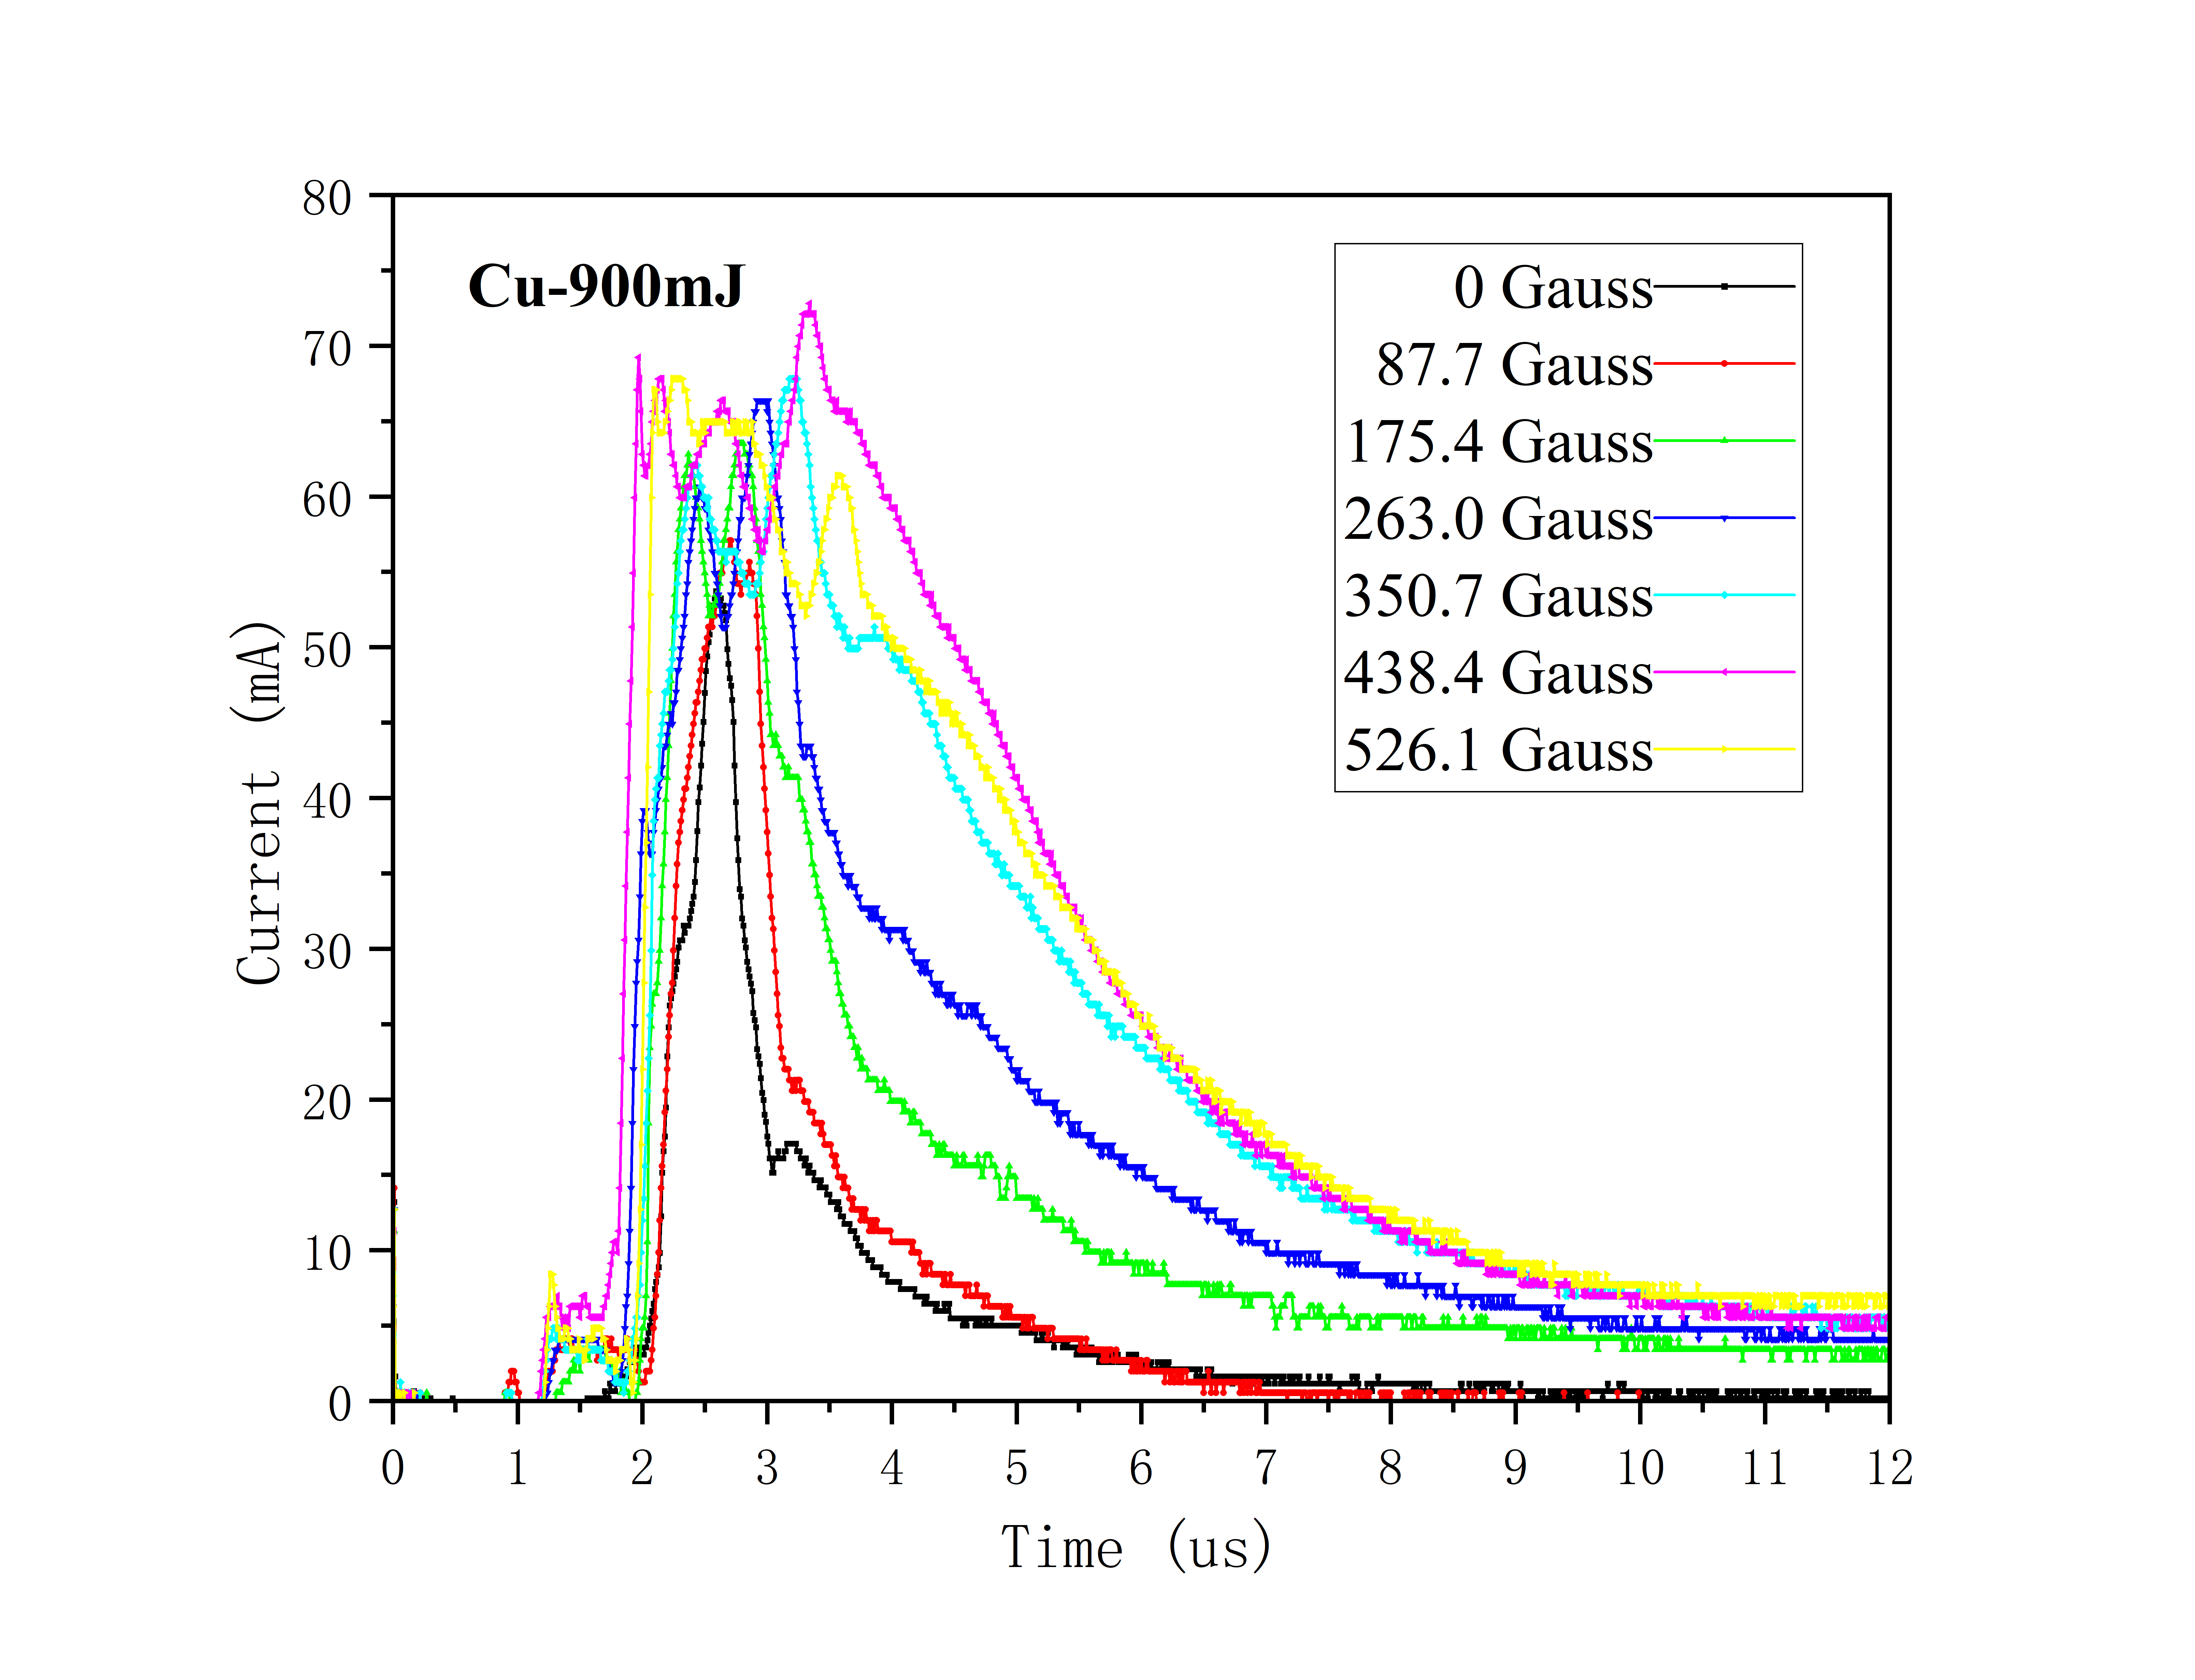 Cu-900mJ
0 Gauss
87.7 Gauss
175.4 Gauss
263.0 Gauss
350.7 Gauss
438.4 Gauss
526.1 Gauss
Current (mA)
80
70
60
50
40
30
20
10
0
0 1 2 3 4 5 6 7 8 9 10 11 12
Time (us)